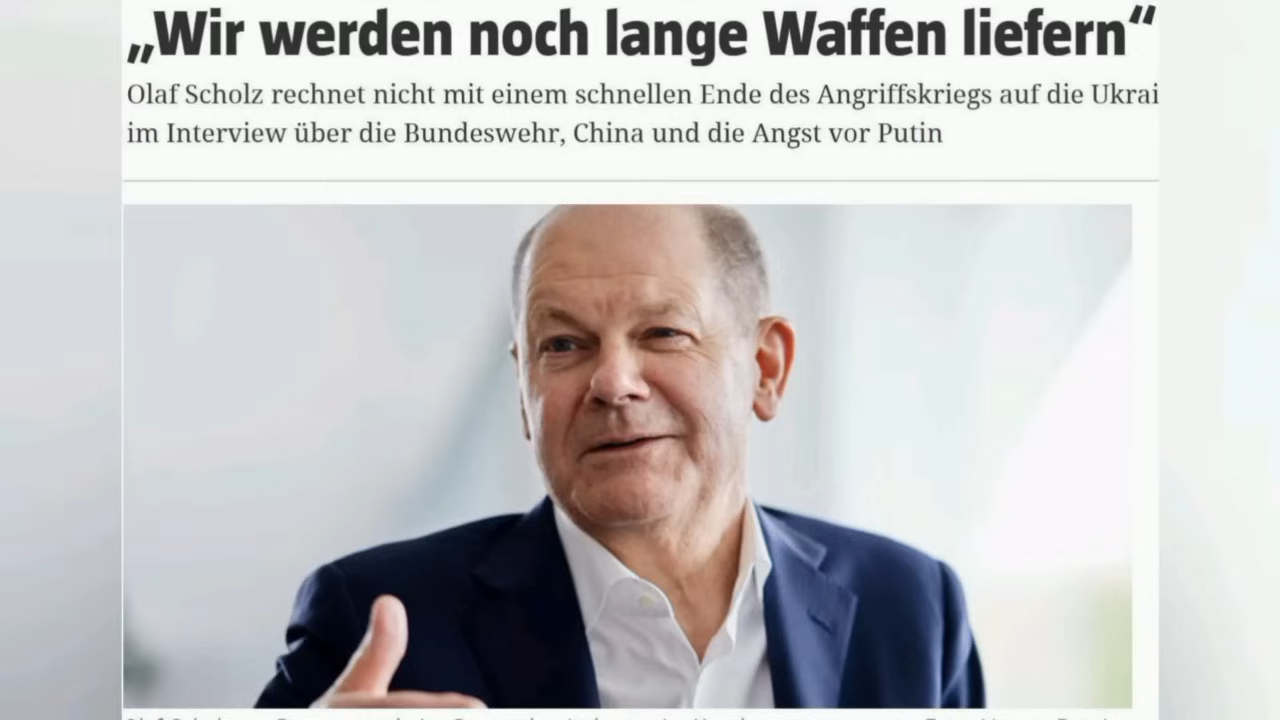 „Wir werden noch lange Waffen liefern“
Olaf Scholz rechnet nicht mit einem schnellen Ende des Angriffskriegs auf die Ukrai
im Interview über die Bundeswehr, China und die Angst vor Putin